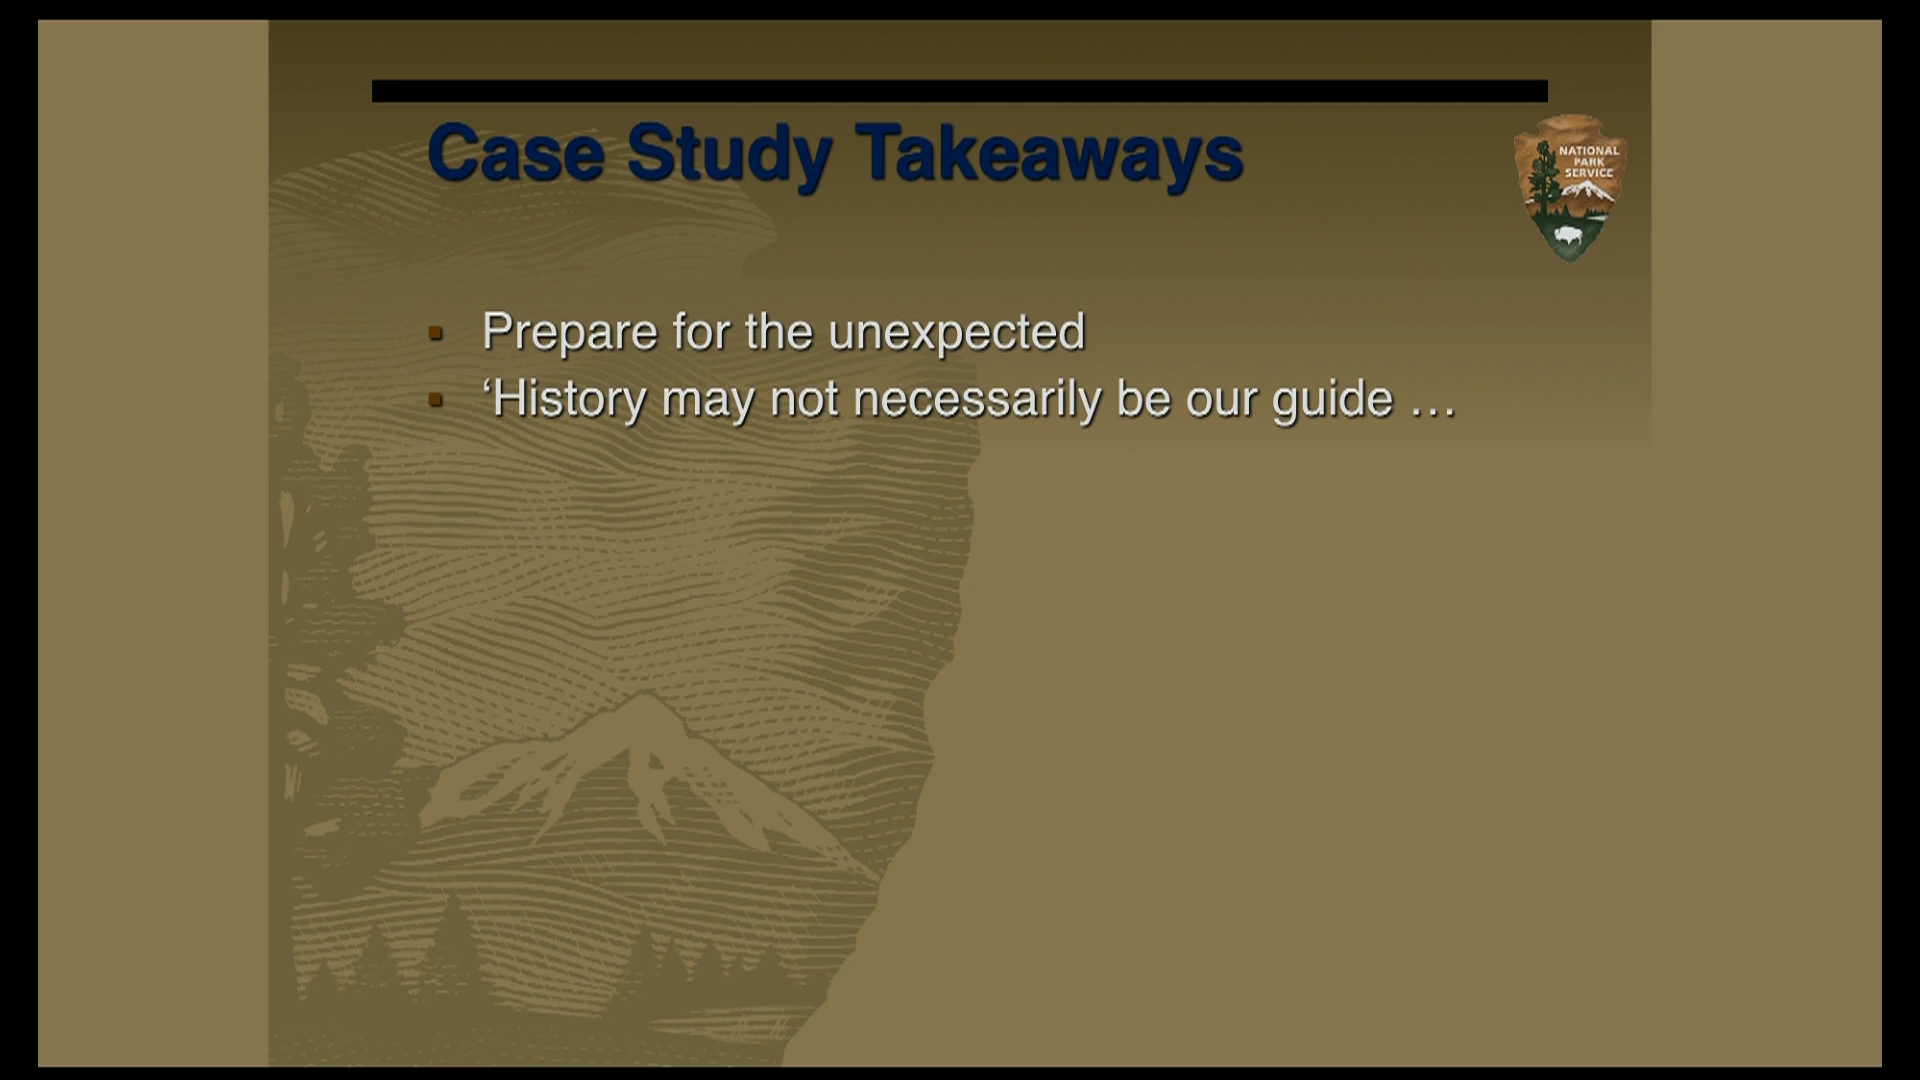 Case Study Takeaways
NATIONAL
PARK
SERVICE
Prepare for the unexpected
‘History may not necessarily be our guide …